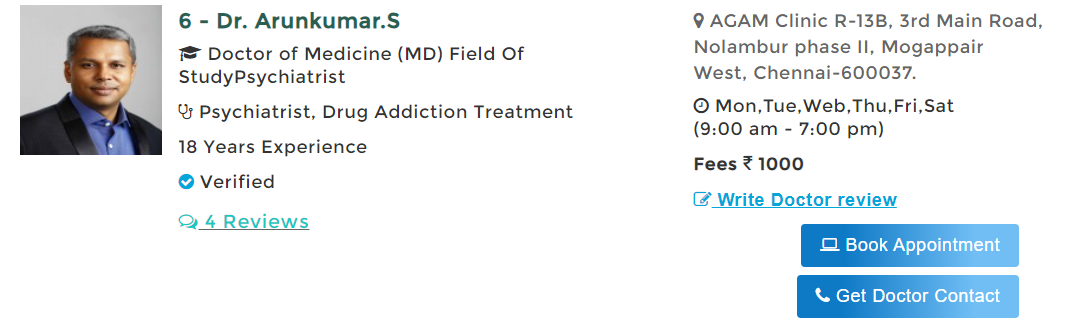 6 - Dr. Arunkumar.S
Doctor of Medicine (MD) Field Of
StudyPsychiatrist
Psychiatrist, Drug Addiction Treatment
18 Years Experience
Verified
4 Reviews
AGAM Clinic R-13B, 3rd Main Road,
Nolambur phase II, Mogappair
West, Chennai-600037.
Mon,Tue,Web,Thu,Fri,Sat
(9:00 am - 7:00 pm)
Fees ₹ 1000
Write Doctor review
Book Appointment
Get Doctor Contact